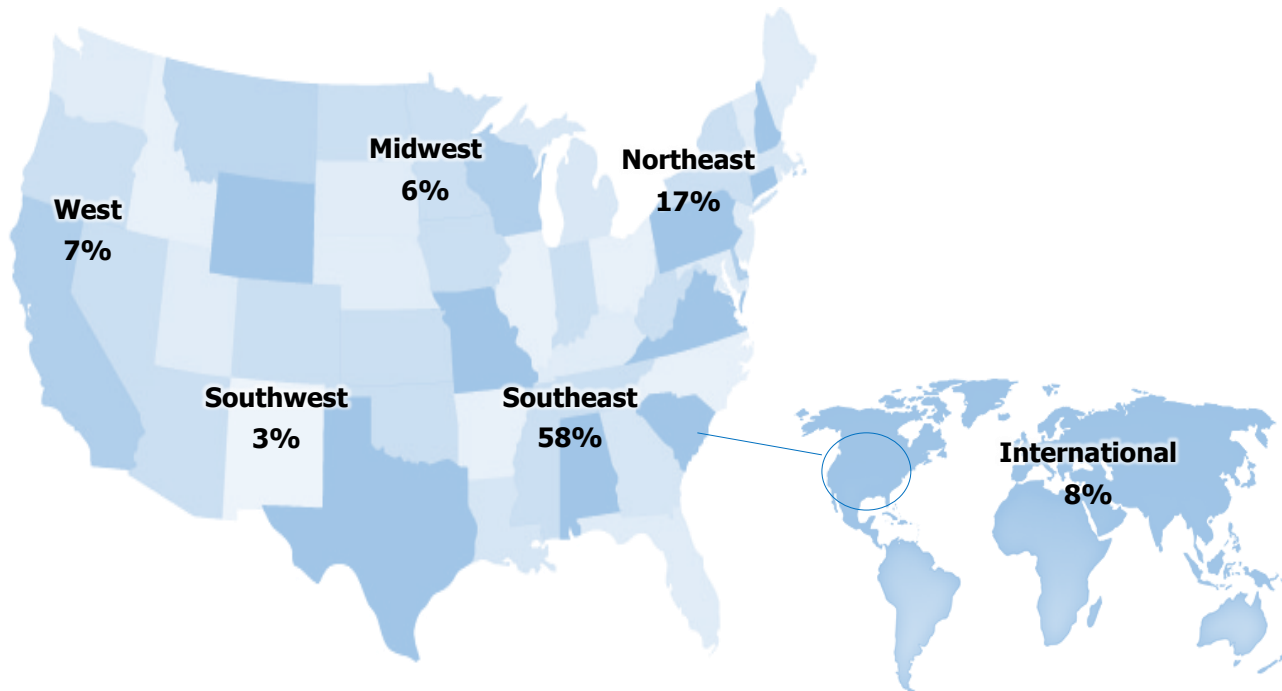 Midwest
6%
Northeast
17%
West
7%
Southwest
3%
Southeast
58%
International
8%